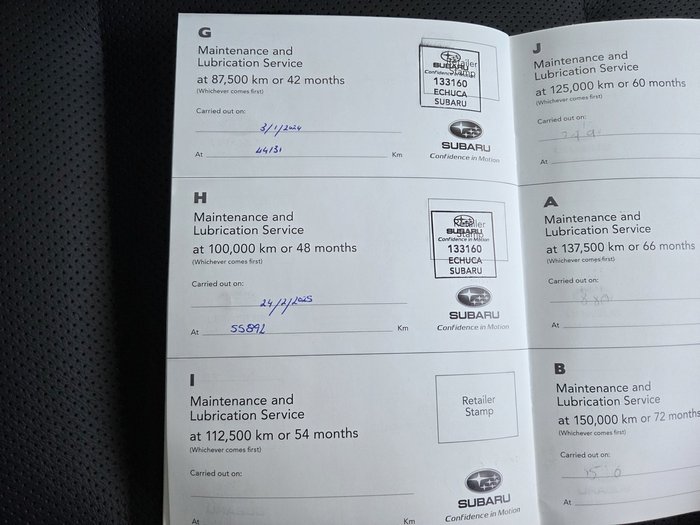 G
Maintenance and
Lubrication Service
at 87,500 km or 42 months
(Whichever comes first)
Carried out on:
3/1/2024
At 44131 Km
Retailer
Stamp
SUBARU
Confidence in Motion
133160
ECHUCA
SUBARU
SUBARU
Confidence in Motion
H
Maintenance and
Lubrication Service
at 100,000 km or 48 months
(Whichever comes first)
Carried out on:
24/2/2025
At 55892 Km
Retailer
Stamp
SUBARU
Confidence in Motion
133160
ECHUCA
SUBARU
SUBARU
Confidence in Motion
I
Maintenance and
Lubrication Service
at 112,500 km or 54 months
(Whichever comes first)
Carried out on:
At Km
Retailer
Stamp
SUBARU
Confidence in Motion
J
Maintenance and
Lubrication Service
at 125,000 km or 60 months
(Whichever comes first)
Carried out on:
At
A
Maintenance and
Lubrication Service
at 137,500 km or 66 months
(Whichever comes first)
Carried out on:
At
B
Maintenance and
Lubrication Service
at 150,000 km or 72 months
(Whichever comes first)
Carried out on:
At